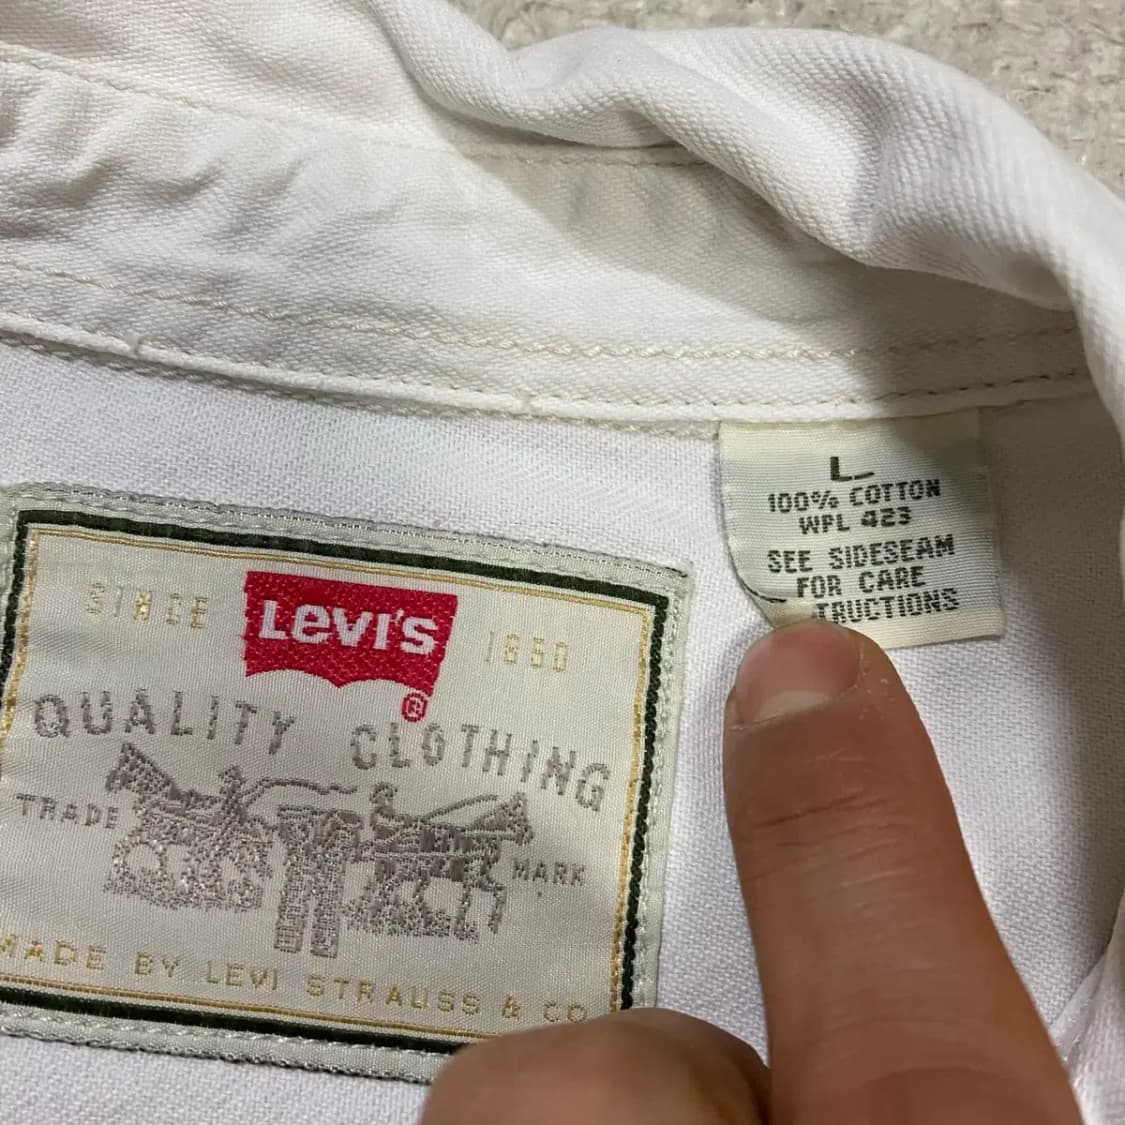 SINCE
LEVI'S
1850
®
QUALITY CLOTHING
TRADE
MARK
MADE BY LEVI STRAUSS & CO
L
100% COTTON
WPL 423
SEE SIDESEAM
FOR CARE
TRUCTIONS